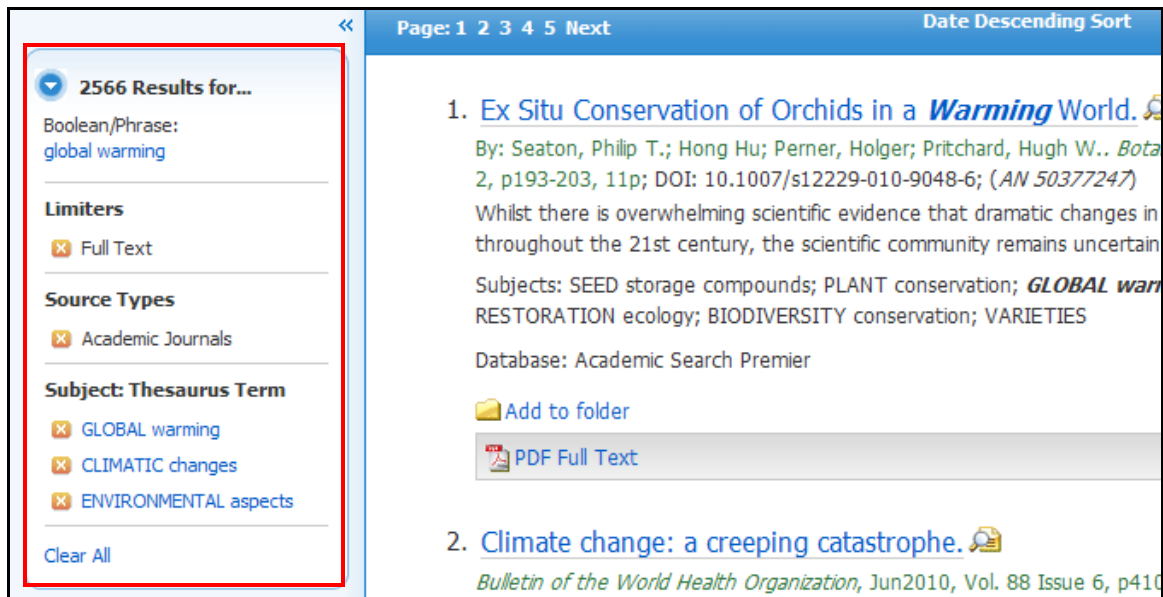 «
2566 Results for...
Boolean/Phrase:
global warming
Limiters
Full Text
Source Types
Academic Journals
Subject: Thesaurus Term
GLOBAL warming
CLIMATIC changes
ENVIRONMENTAL aspects
Clear All
Page: 1 2 3 4 5 Next
Date Descending Sort
1. Ex Situ Conservation of Orchids in a Warming World.
By: Seaton, Philip T.; Hong Hu; Perner, Holger; Pritchard, Hugh W.. Bota
2, p193-203, 11p; DOI: 10.1007/s12229-010-9048-6; (AN 50377247)
Whilst there is overwhelming scientific evidence that dramatic changes in
throughout the 21st century, the scientific community remains uncertain
Subjects: SEED storage compounds; PLANT conservation; GLOBAL warn
RESTORATION ecology; BIODIVERSITY conservation; VARIETIES
Database: Academic Search Premier
Add to folder
PDF Full Text
2. Climate change: a creeping catastrophe.
Bulletin of the World Health Organization, Jun2010, Vol. 88 Issue 6, p410